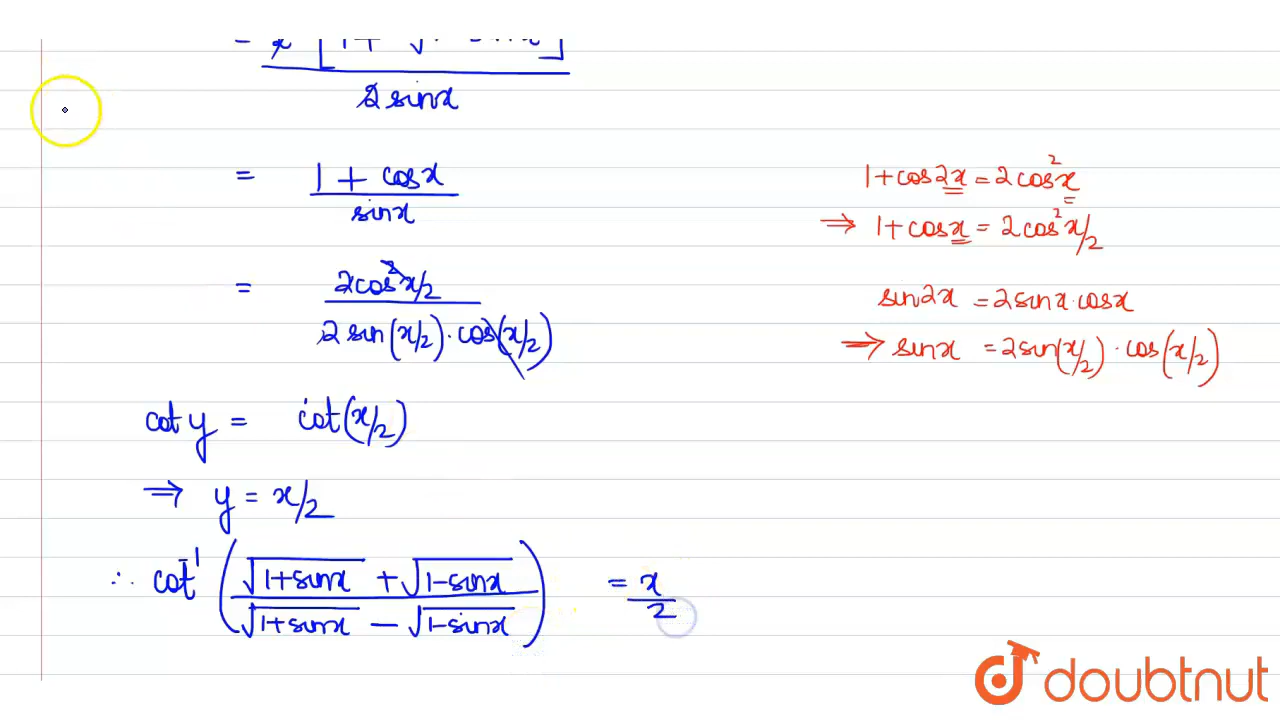 2 sinx
= 1 + cosx / sinx
= 2cos²x/2 / 2 sin(x/2) · cos(x/2)
cot y = cot(x/2)
⇒ y = x/2
∴ cot⁻¹ ( √1+sinx + √1-sinx / √1+sinx − √1-sinx ) = x/2
1+cos2x = 2cos²x
⇒ 1+cosx = 2cos²x/2
sin2x = 2sinx·cosx
⇒ sinx = 2sin(x/2)·cos(x/2)
doubtnut